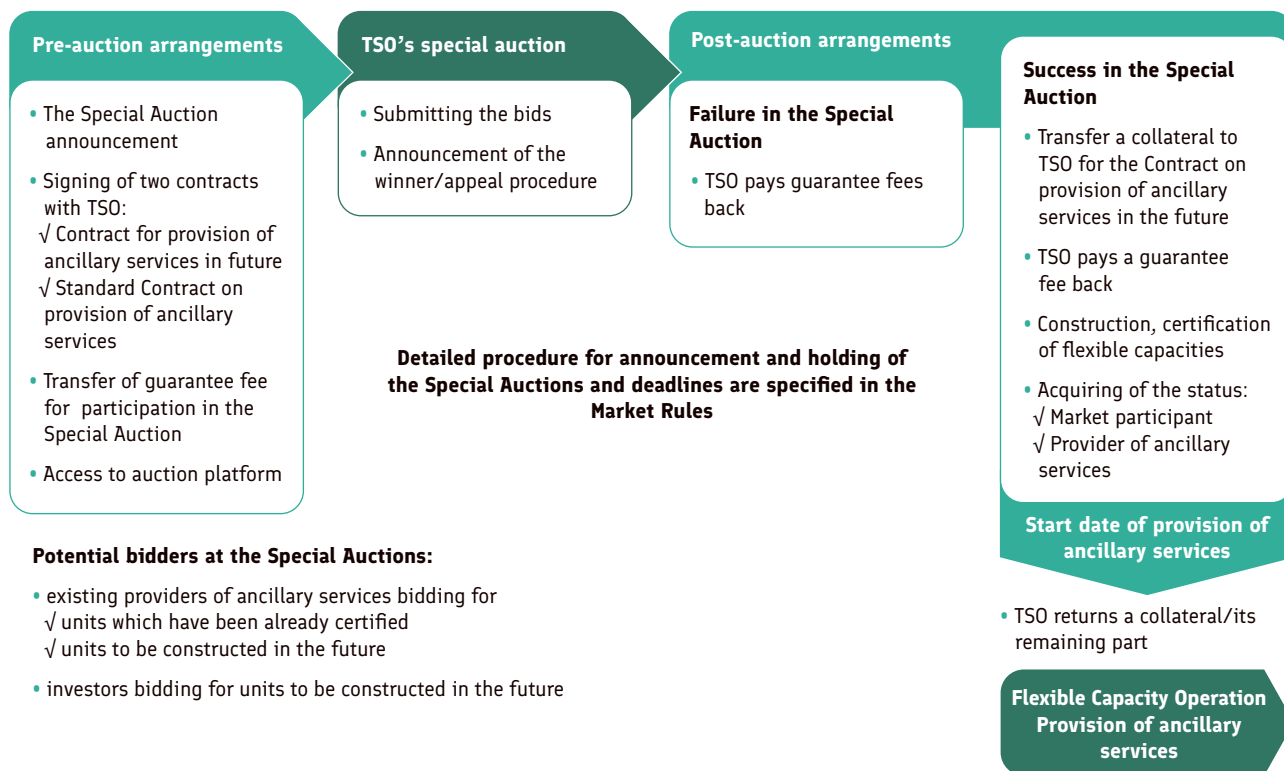 Pre-auction arrangements
• The Special Auction
announcement
• Signing of two contracts
with TSO:
√ Contract for provision of
ancillary services in future
√ Standard Contract on
provision of ancillary
services
• Transfer of guarantee fee
for participation in the
Special Auction
• Access to auction platform
TSO's special auction
• Submitting the bids
• Announcement of the
winner/appeal procedure
Post-auction arrangements
Failure in the Special
Auction
• TSO pays guarantee fees
back
Success in the Special
Auction
• Transfer a collateral to
TSO for the Contract on
provision of ancillary
services in the future
• TSO pays a guarantee
fee back
• Construction, certification
of flexible capacities
• Acquiring of the status:
√ Market participant
√ Provider of ancillary
services
Start date of provision of
ancillary services
• TSO returns a collateral/its
remaining part
Flexible Capacity Operation
Provision of ancillary
services
Detailed procedure for announcement and holding of
the Special Auctions and deadlines are specified in the
Market Rules
Potential bidders at the Special Auctions:
• existing providers of ancillary services bidding for
√ units which have been already certified
√ units to be constructed in the future
• investors bidding for units to be constructed in the future